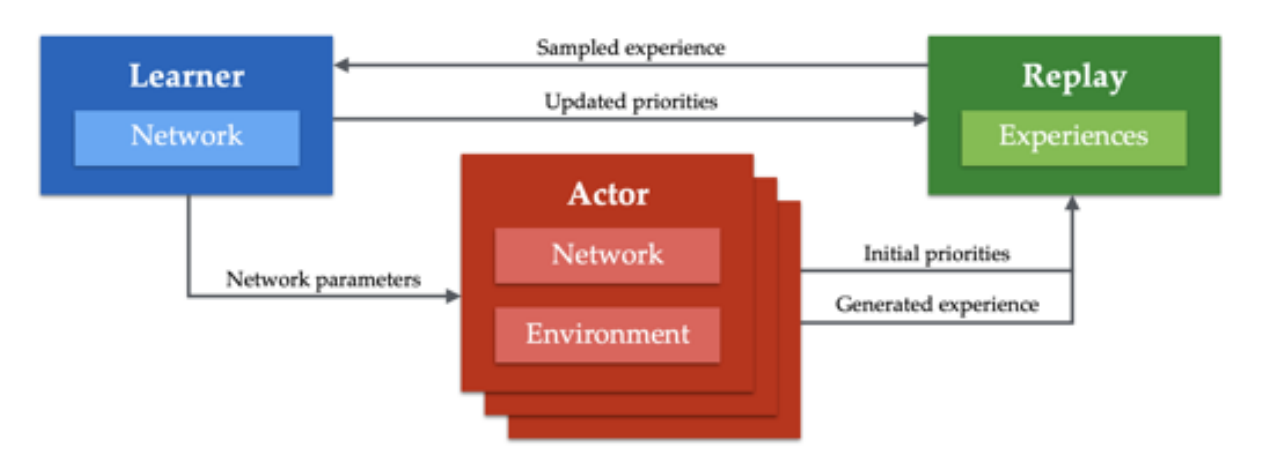 Learner
Network
Sampled experience
Updated priorities
Replay
Experiences
Actor
Network
Environment
Network parameters
Initial priorities
Generated experience